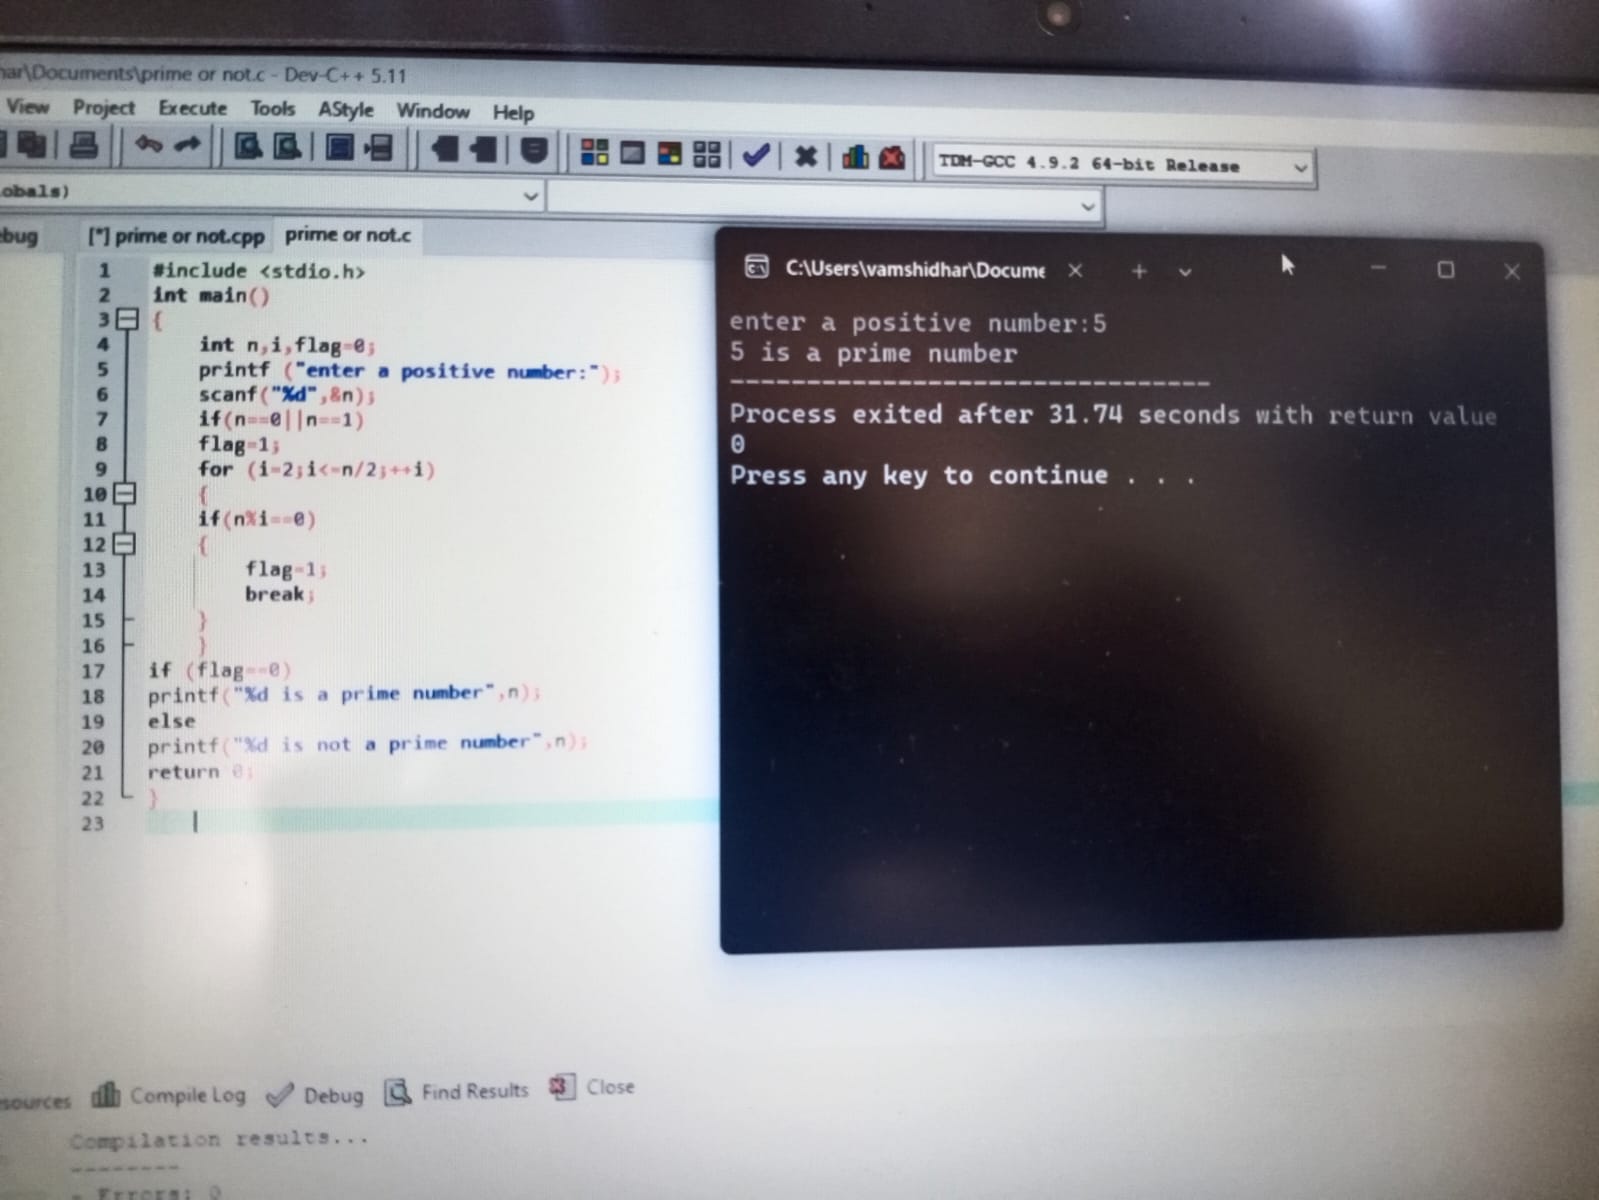 har\Documents\prime or not.c - Dev-C++ 5.11
View Project Execute Tools AStyle Window Help
TDM-GCC 4.9.2 64-bit Release
obals)
ebug [*] prime or not.cpp prime or not.c
1 #include <stdio.h>
2 int main()
3 {
4 int n,i,flag=0;
5 printf ("enter a positive number:");
6 scanf("%d",&n);
7 if(n==0||n==1)
8 flag=1;
9 for (i=2;i<=n/2;++i)
10 {
11 if(n%i==0)
12 {
13 flag=1;
14 break;
15 }
16 }
17 if (flag==0)
18 printf("%d is a prime number",n);
19 else
20 printf("%d is not a prime number",n);
21 return 0;
22 }
23
C:\Users\vamshidhar\Docume
enter a positive number:5
5 is a prime number
--------------------------------
Process exited after 31.74 seconds with return value
0
Press any key to continue . . .
esources Compile Log Debug Find Results Close
Compilation results...
--------
- Errors: 0